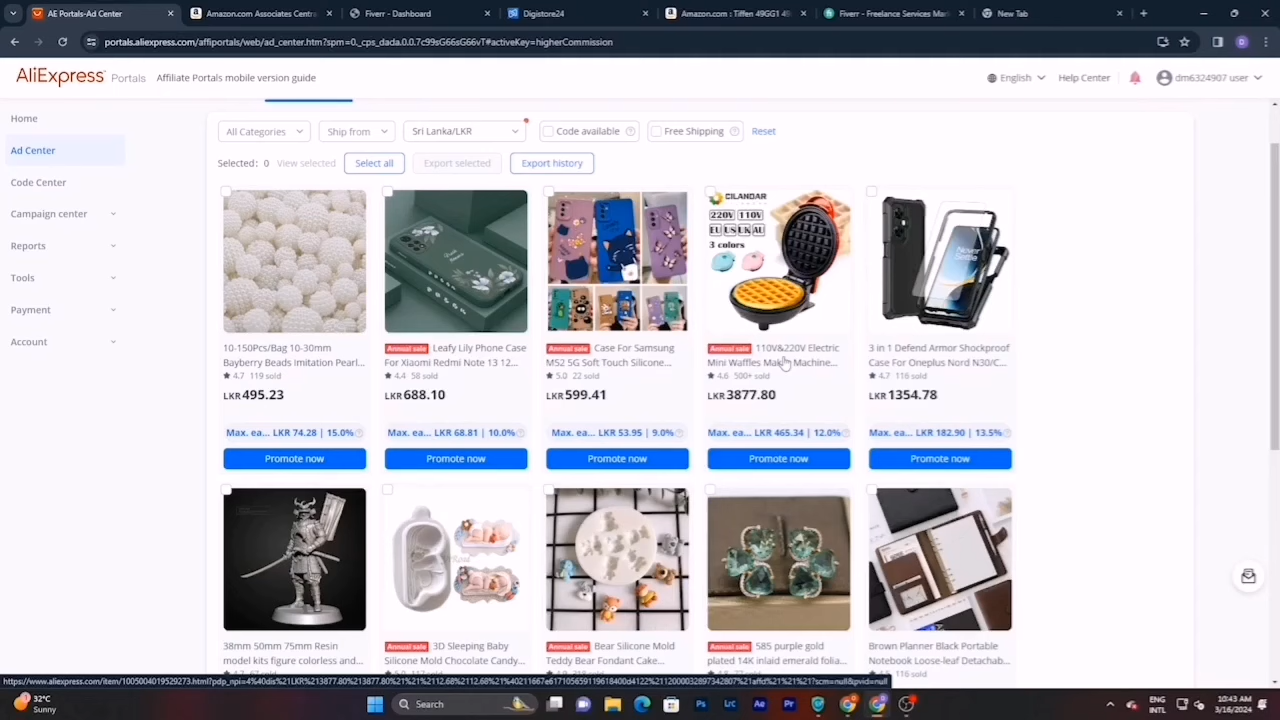 AliExpress Portals-Ad Center
Amazon.com Associates Centr
Fiverr - Dashboard
Digistore24
Amazon.com : Tiffen 49GG1 49
Fiverr - Freelance Services Mar
New Tab
portals.aliexpress.com/affiportals/web/ad_center.htm?spm=0._cps_dada.0.0.7c99sG66sG66vT#activeKey=higherCommission
AliExpress Portals
Affiliate Portals mobile version guide
English
Help Center
dm6324907 user
Home
Ad Center
Code Center
Campaign center
Reports
Tools
Payment
Account
All Categories
Ship from
Sri Lanka/LKR
Code available
Free Shipping
Reset
Selected: 0
View selected
Select all
Export selected
Export history
CILANDAR
220V 110V
EU US UK AU
3 colors
Never
Settle
10-150Pcs/Bag 10-30mm
Bayberry Beads Imitation Pearl...
4.7 119 sold
LKR 495.23
Max. ea... LKR 74.28 | 15.0%
Promote now
Annual sale Leafy Lily Phone Case
For Xiaomi Redmi Note 13 12...
4.4 58 sold
LKR 688.10
Max. ea... LKR 68.81 | 10.0%
Promote now
Annual sale Case For Samsung
M52 5G Soft Touch Silicone...
5.0 22 sold
LKR 599.41
Max. ea... LKR 53.95 | 9.0%
Promote now
Annual sale 110V&220V Electric
Mini Waffles Making Machine...
4.6 500+ sold
LKR 3877.80
Max. ea... LKR 465.34 | 12.0%
Promote now
3 in 1 Defend Armor Shockproof
Case For Oneplus Nord N30/C...
4.7 116 sold
LKR 1354.78
Max. ea... LKR 182.90 | 13.5%
Promote now
38mm 50mm 75mm Resin
model kits figure colorless and...
Annual sale 3D Sleeping Baby
Silicone Mold Chocolate Candy...
Annual sale Bear Silicone Mold
Teddy Bear Fondant Cake...
Annual sale 585 purple gold
plated 14K inlaid emerald folia...
Brown Planner Black Portable
Notebook Loose-leaf Detachab...
32°C
Sunny
Search
Ps
LrC
Ae
Pr
ENG
INTL
10:43 AM
3/16/2024